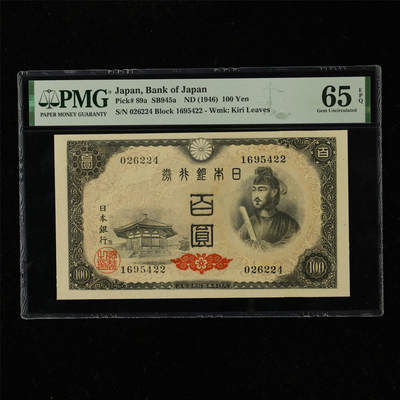 PMG
PAPER MONEY GUARANTY
Japan, Bank of Japan
Pick# 89a SB945a ND (1946) 100 Yen
S/N 026224 Block 1695422 - Wmk: Kiri Leaves
65 EPQ
Gem Uncirculated
圓
百
026224
1695422
券行銀本日
百圓
日本銀行
1695422
026224
100
100